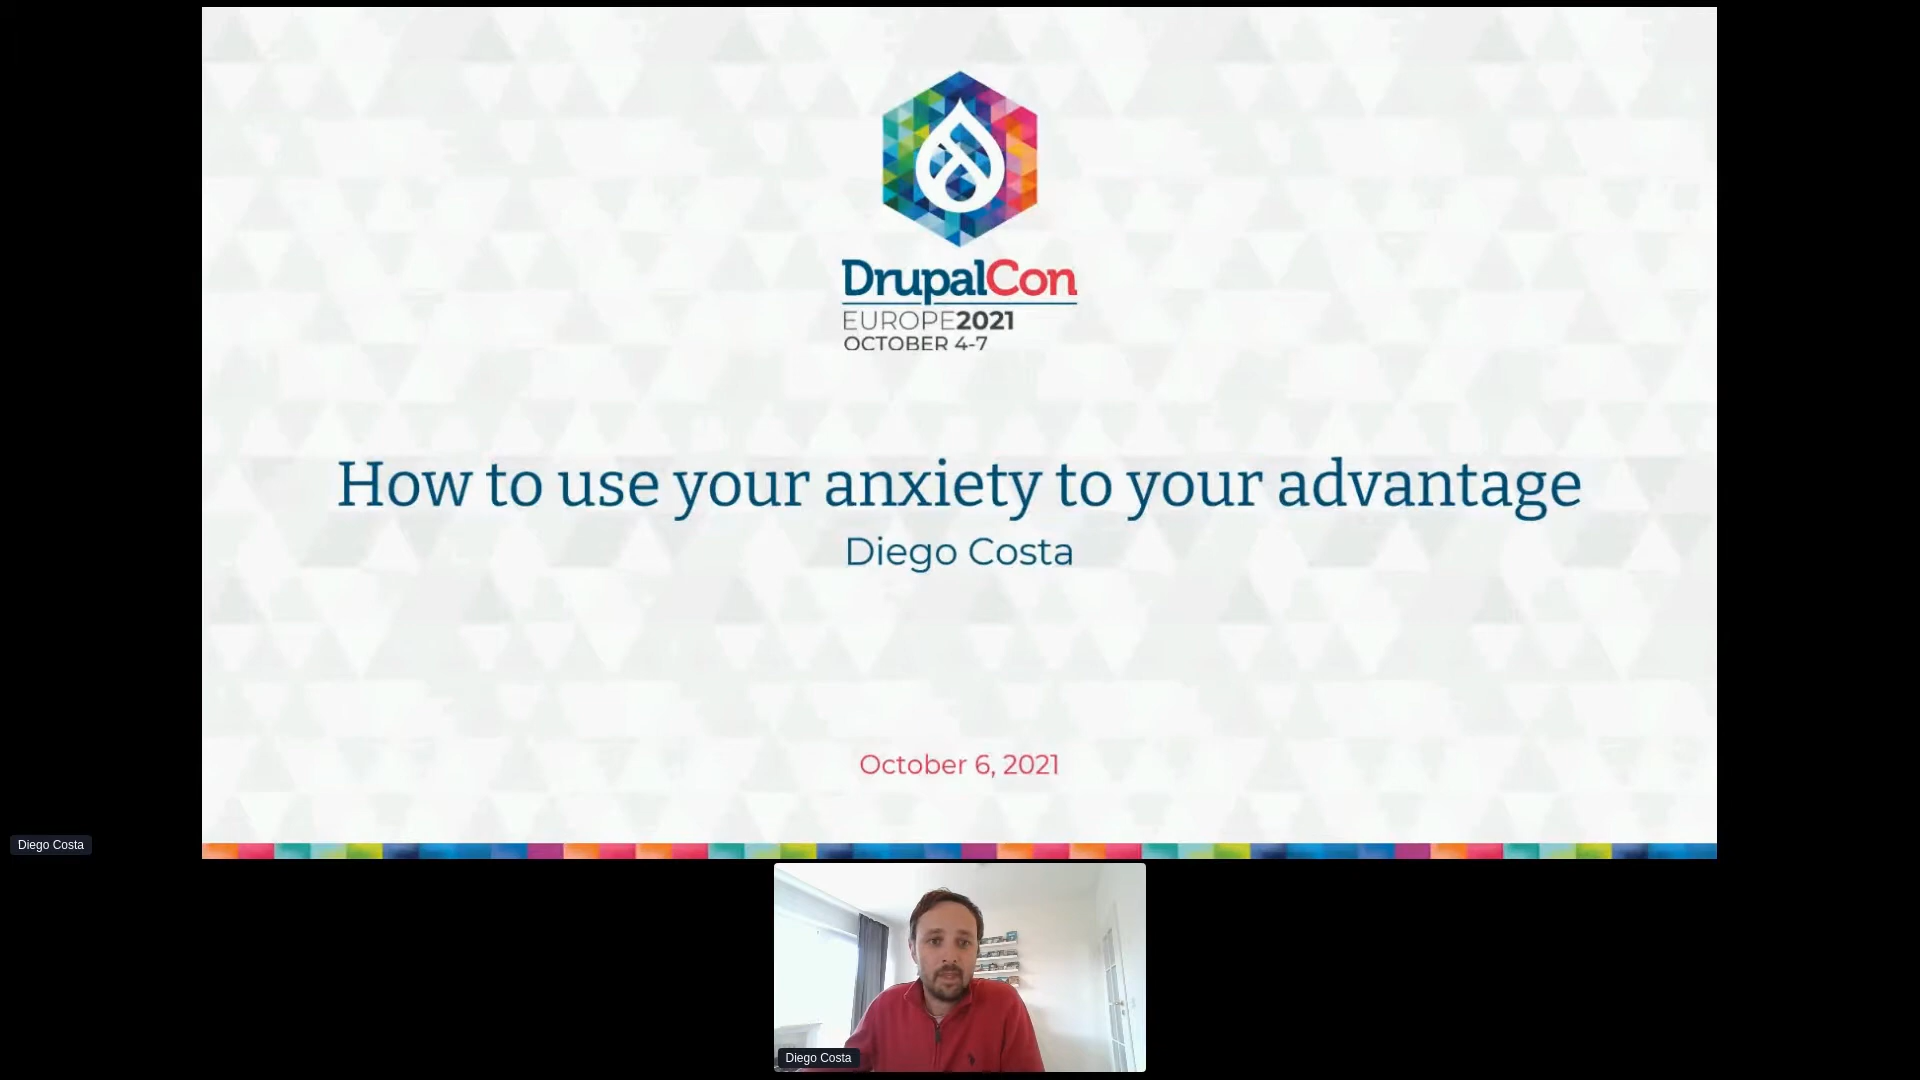 DrupalCon
EUROPE2021
OCTOBER 4-7
How to use your anxiety to your advantage
Diego Costa
October 6, 2021
Diego Costa
Diego Costa